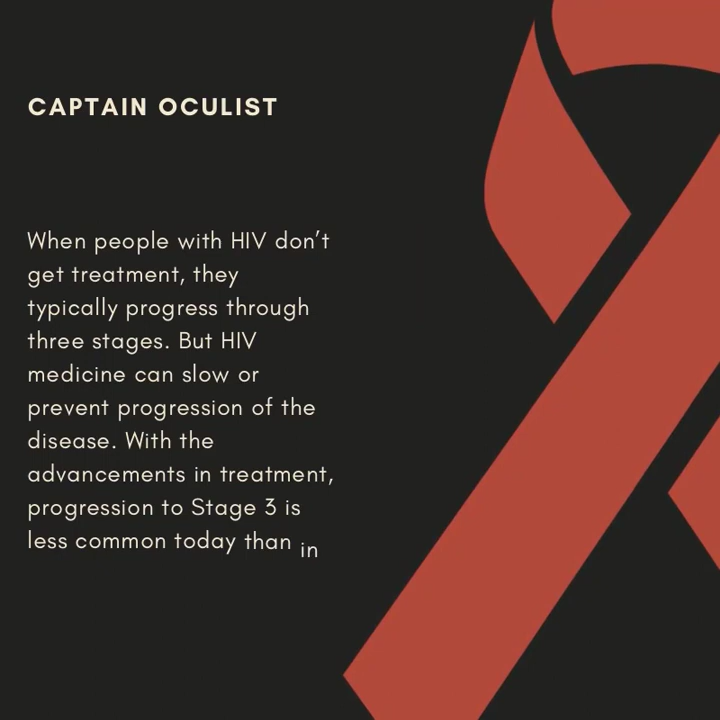 CAPTAIN OCULIST
When people with HIV don’t
get treatment, they
typically progress through
three stages. But HIV
medicine can slow or
prevent progression of the
disease. With the
advancements in treatment,
progression to Stage 3 is
less common today than in